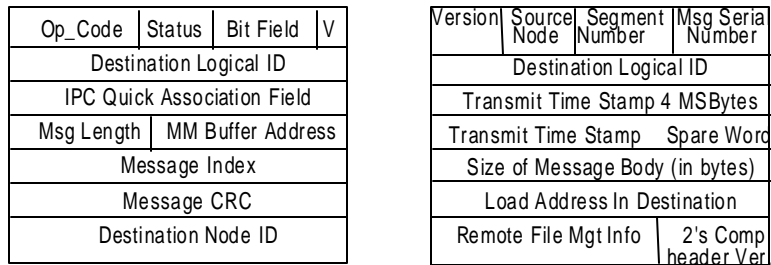 Op_Code Status Bit Field V
Destination Logical ID
IPC Quick Association Field
Msg Length MM Buffer Address
Message Index
Message CRC
Destination Node ID
Version Source Segment Msg Serial
Node Number Number
Destination Logical ID
Transmit Time Stamp 4 MSBytes
Transmit Time Stamp Spare Word
Size of Message Body (in bytes)
Load Address In Destination
Remote File Mgt Info 2's Comp
header Ver